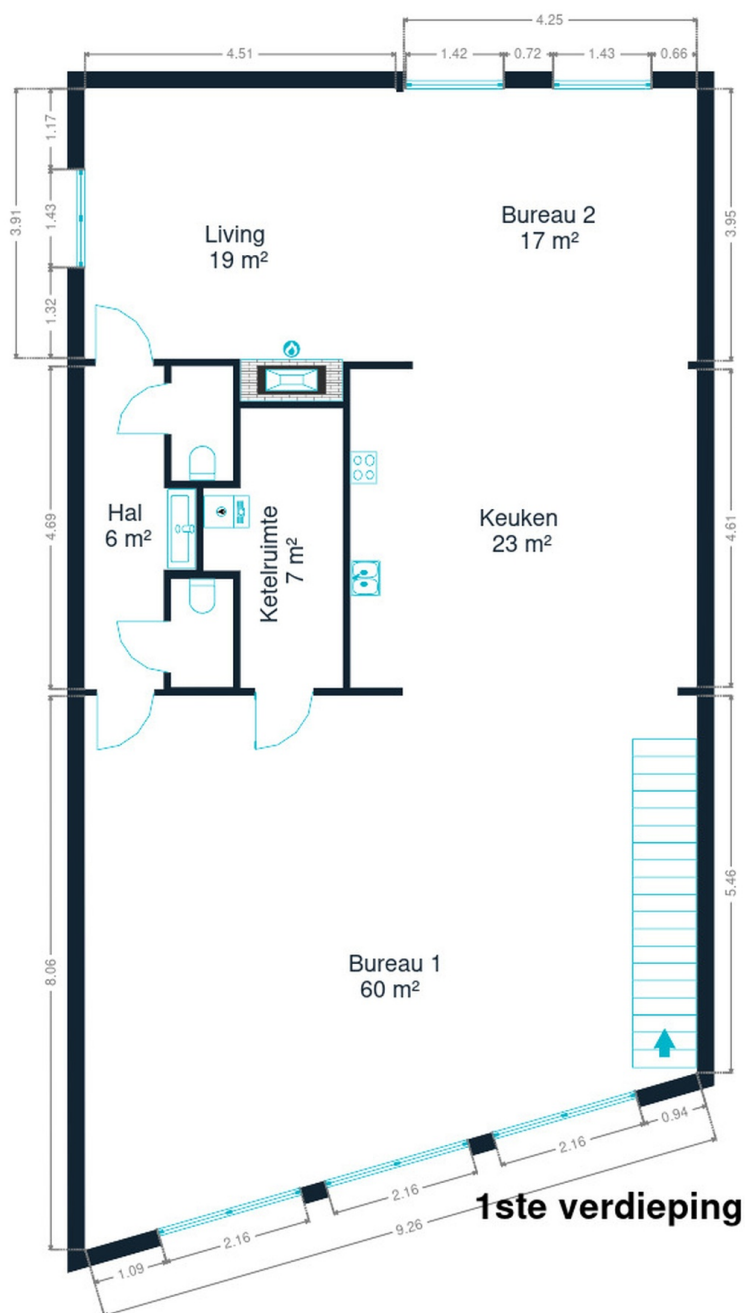 4.25
4.51
1.42
0.72
1.43
0.66
1.17
3.91
1.43
1.32
3.95
Living
19 m²
Bureau 2
17 m²
4.69
Hal
6 m²
Ketelruimte
7 m²
Keuken
23 m²
4.61
8.06
Bureau 1
60 m²
5.46
0.94
2.16
2.16
2.16
1.09
9.26
1ste verdieping